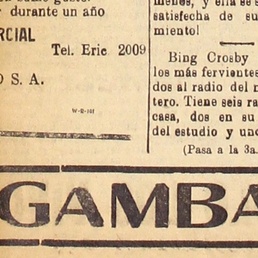 durante un año
RCIAL
Tel. Eric 2009
O S. A.
W-B-107
menes, y ella se s
satisfecha de su
miento!
Bing Crosby
los más fervientes
dos al radio del m
tero. Tiene seis ra
casa, dos en su
del estudio y uno
(Pasa a la 3a.
GAMBA